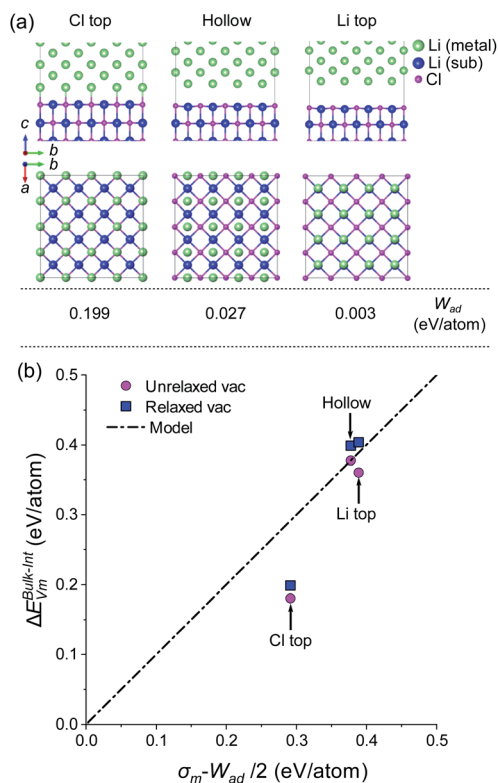 (a)
Cl top
Hollow
Li top
Li (metal)
Li (sub)
Cl
c
b
b
a
0.199
0.027
0.003
W_ad
(eV/atom)
(b)
0.5
0.4
0.3
0.2
0.1
0.0
Unrelaxed vac
Relaxed vac
Model
Hollow
Li top
Cl top
ΔE_{Vm}^{Bulk-Int} (eV/atom)
0.0 0.1 0.2 0.3 0.4 0.5
σ_m-W_ad /2 (eV/atom)